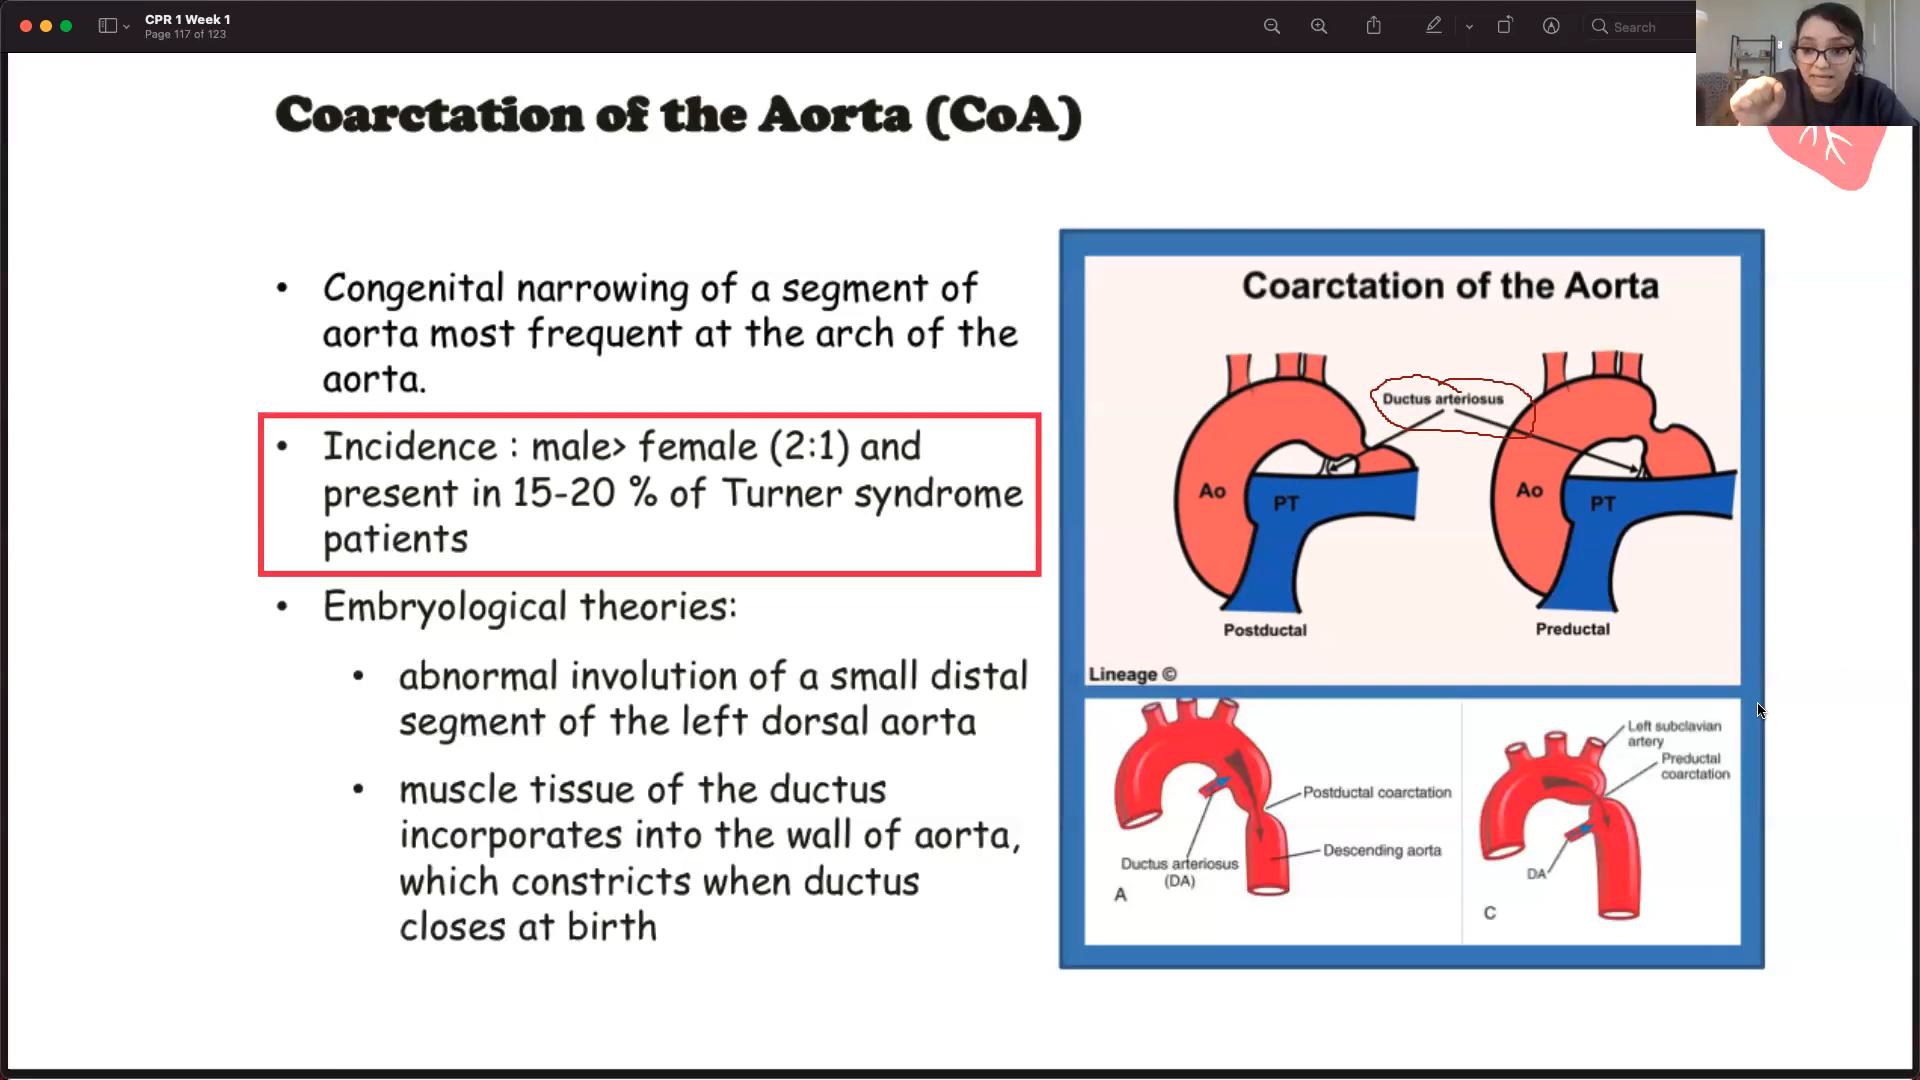 CPR 1 Week 1
Page 117 of 123
Search
Coarctation of the Aorta (CoA)
• Congenital narrowing of a segment of
aorta most frequent at the arch of the
aorta.
• Incidence : male> female (2:1) and
present in 15-20 % of Turner syndrome
patients
• Embryological theories:
• abnormal involution of a small distal
segment of the left dorsal aorta
• muscle tissue of the ductus
incorporates into the wall of aorta,
which constricts when ductus
closes at birth
Coarctation of the Aorta
Ductus arteriosus
Ao
PT
Ao
PT
Postductal
Preductal
Lineage ©
Postductal coarctation
Descending aorta
Ductus arteriosus
(DA)
A
Left subclavian
artery
Preductal
coarctation
DA
C